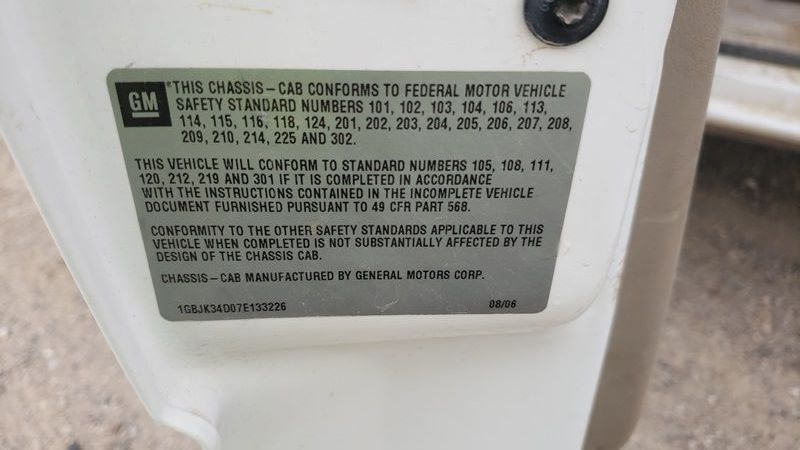 GM
*THIS CHASSIS-CAB CONFORMS TO FEDERAL MOTOR VEHICLE
SAFETY STANDARD NUMBERS 101, 102, 103, 104, 106, 113,
114, 115, 116, 118, 124, 201, 202, 203, 204, 205, 206, 207, 208,
209, 210, 214, 225 AND 302.
THIS VEHICLE WILL CONFORM TO STANDARD NUMBERS 105, 108, 111,
120, 212, 219 AND 301 IF IT IS COMPLETED IN ACCORDANCE
WITH THE INSTRUCTIONS CONTAINED IN THE INCOMPLETE VEHICLE
DOCUMENT FURNISHED PURSUANT TO 49 CFR PART 568.
CONFORMITY TO THE OTHER SAFETY STANDARDS APPLICABLE TO THIS
VEHICLE WHEN COMPLETED IS NOT SUBSTANTIALLY AFFECTED BY THE
DESIGN OF THE CHASSIS CAB.
CHASSIS-CAB MANUFACTURED BY GENERAL MOTORS CORP.
1GBJK34D07E133226 08/06